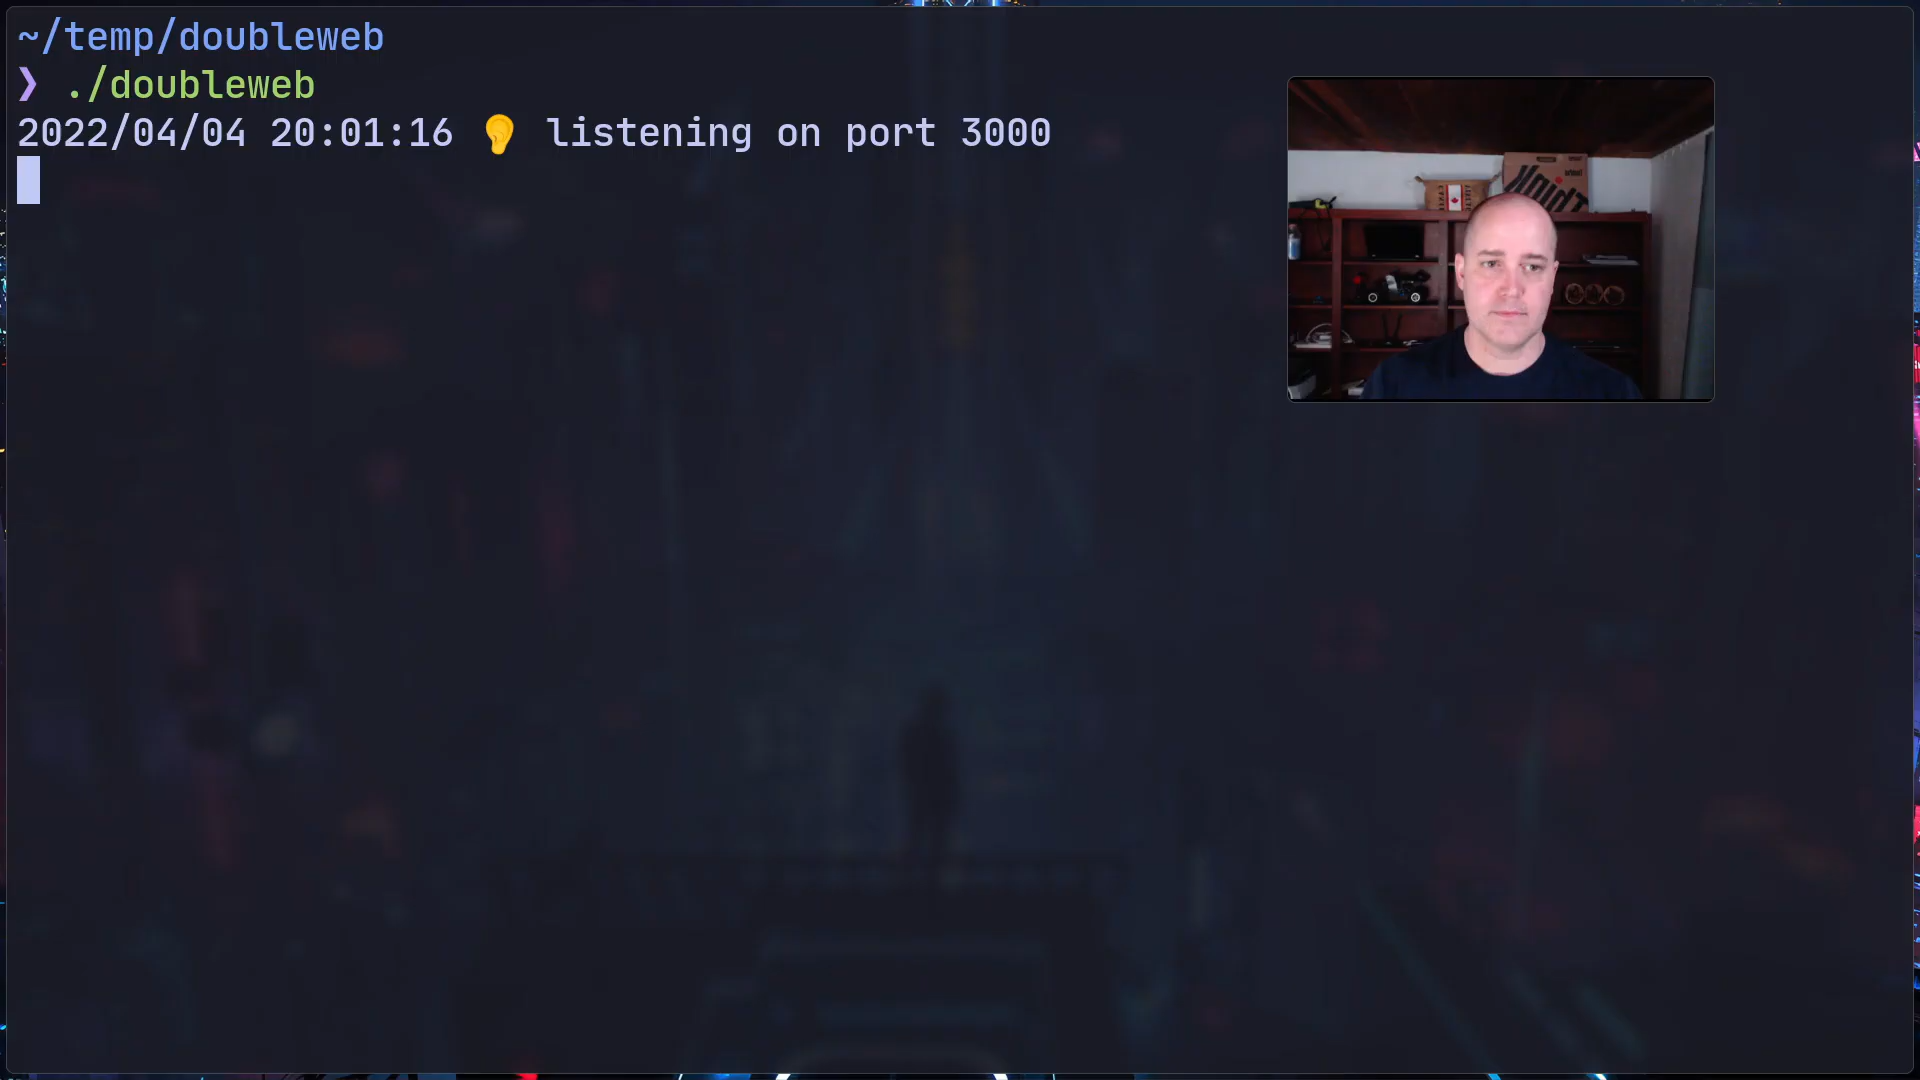 ~/temp/doubleweb
❯ ./doubleweb
2022/04/04 20:01:16 👂 listening on port 3000